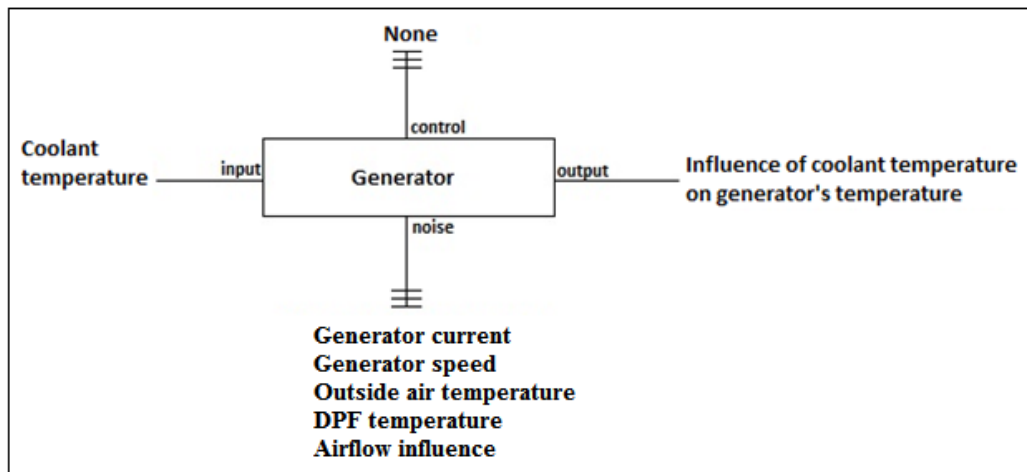 None
control
Coolant
temperature
input
Generator
output
Influence of coolant temperature
on generator's temperature
noise
Generator current
Generator speed
Outside air temperature
DPF temperature
Airflow influence